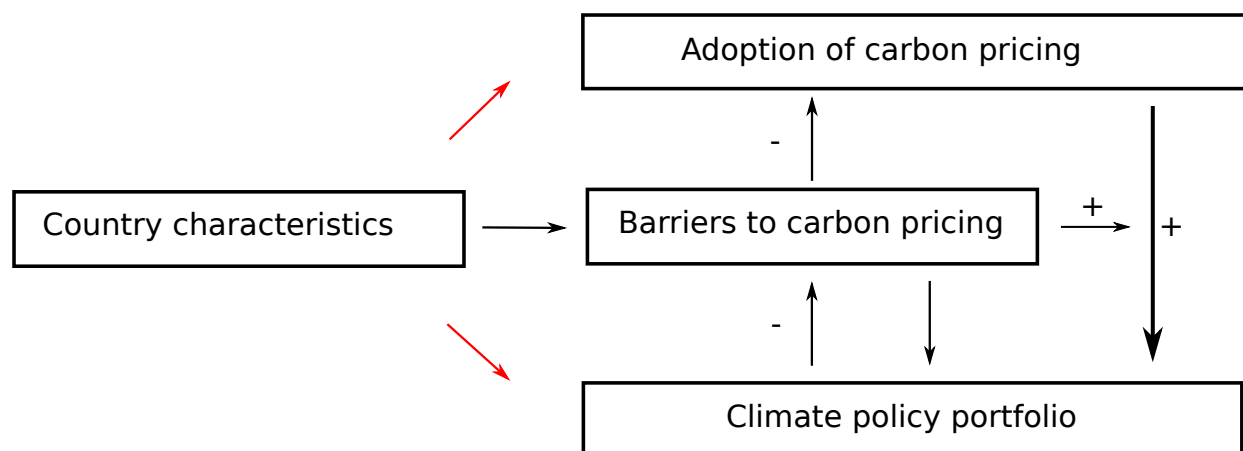 Adoption of carbon pricing
-
Country characteristics
Barriers to carbon pricing
+
+
-
Climate policy portfolio